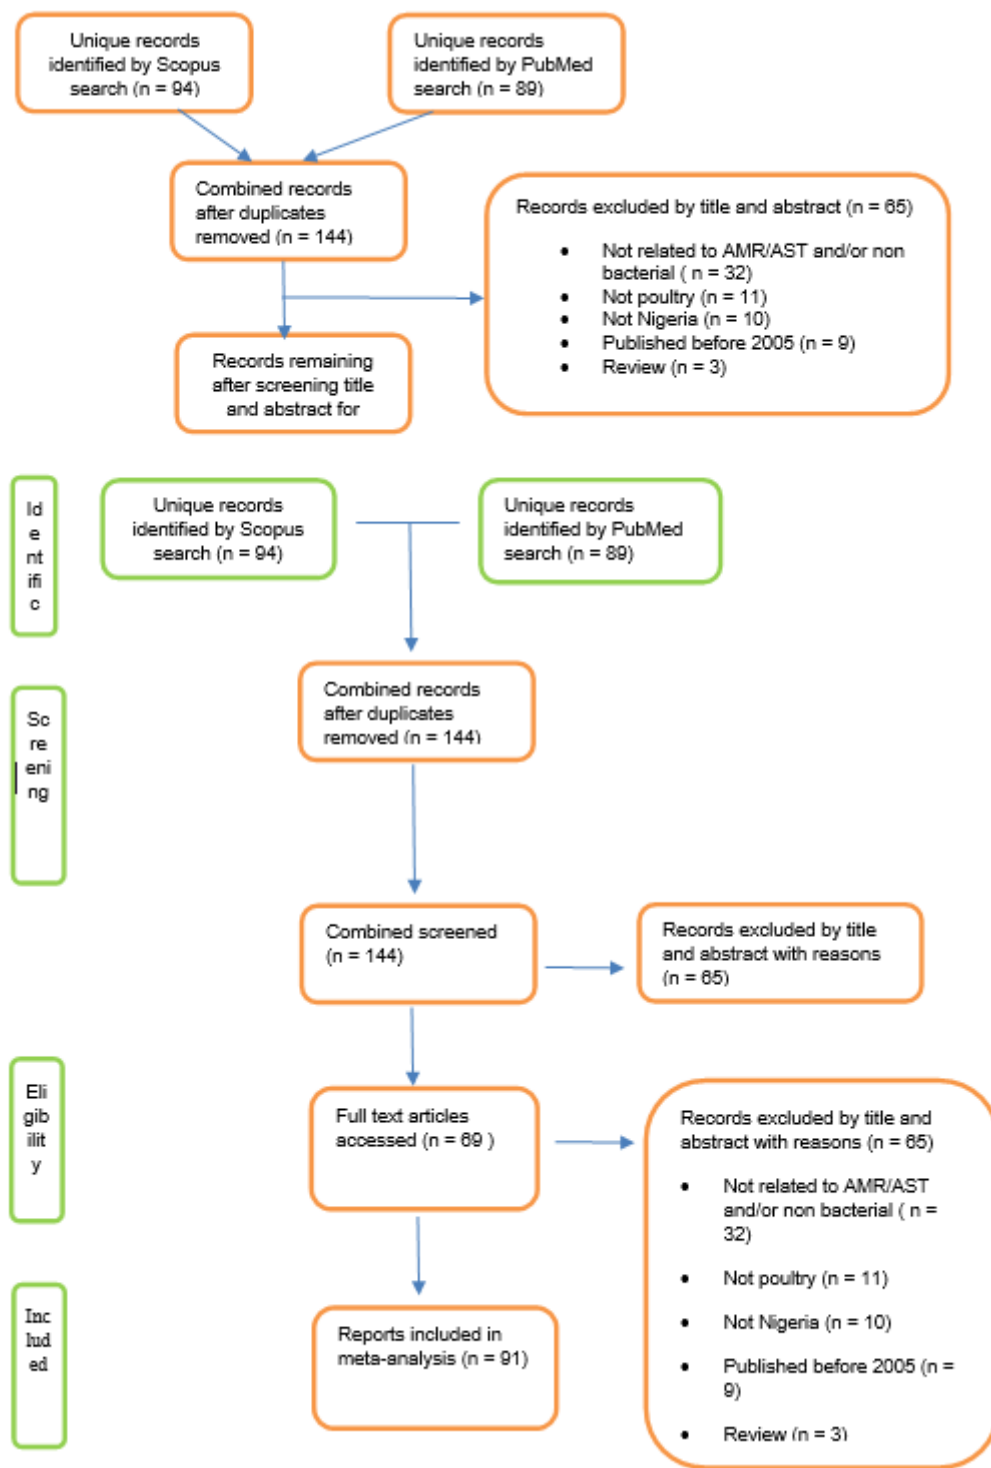 Unique records
identified by Scopus
search (n = 94)
Unique records
identified by PubMed
search (n = 89)
Combined records
after duplicates
removed (n = 144)
Records excluded by title and abstract (n = 65)
• Not related to AMR/AST and/or non
bacterial ( n = 32)
• Not poultry (n = 11)
• Not Nigeria (n = 10)
• Published before 2005 (n = 9)
• Review (n = 3)
Records remaining
after screening title
and abstract for
Id
e
nt
ifi
c
Unique records
identified by Scopus
search (n = 94)
Unique records
identified by PubMed
search (n = 89)
Sc
re
eni
ng
Combined records
after duplicates
removed (n = 144)
Combined screened
(n = 144)
Records excluded by title
and abstract with reasons
(n = 65)
Eli
gib
ilit
y
Full text articles
accessed (n = 69 )
Records excluded by title and
abstract with reasons (n = 65)
• Not related to AMR/AST
and/or non bacterial ( n =
32)
• Not poultry (n = 11)
• Not Nigeria (n = 10)
• Published before 2005 (n =
9)
• Review (n = 3)
Inc
lud
ed
Reports included in
meta-analysis (n = 91)